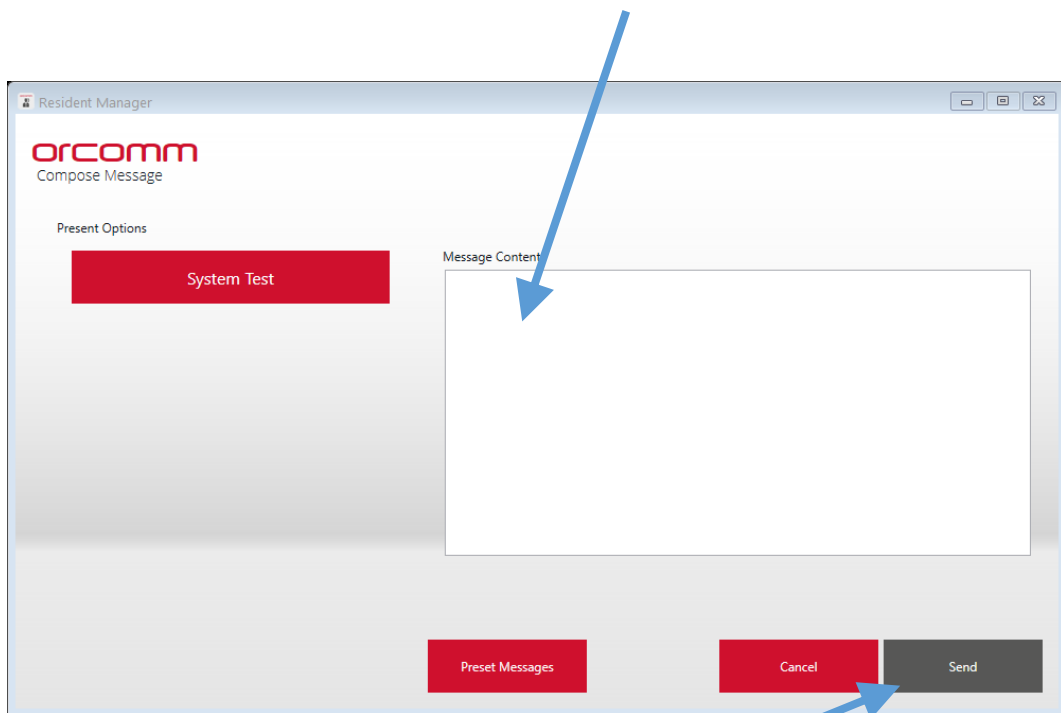 Resident Manager
orcomm
Compose Message
Present Options
System Test
Message Content
Preset Messages
Cancel
Send